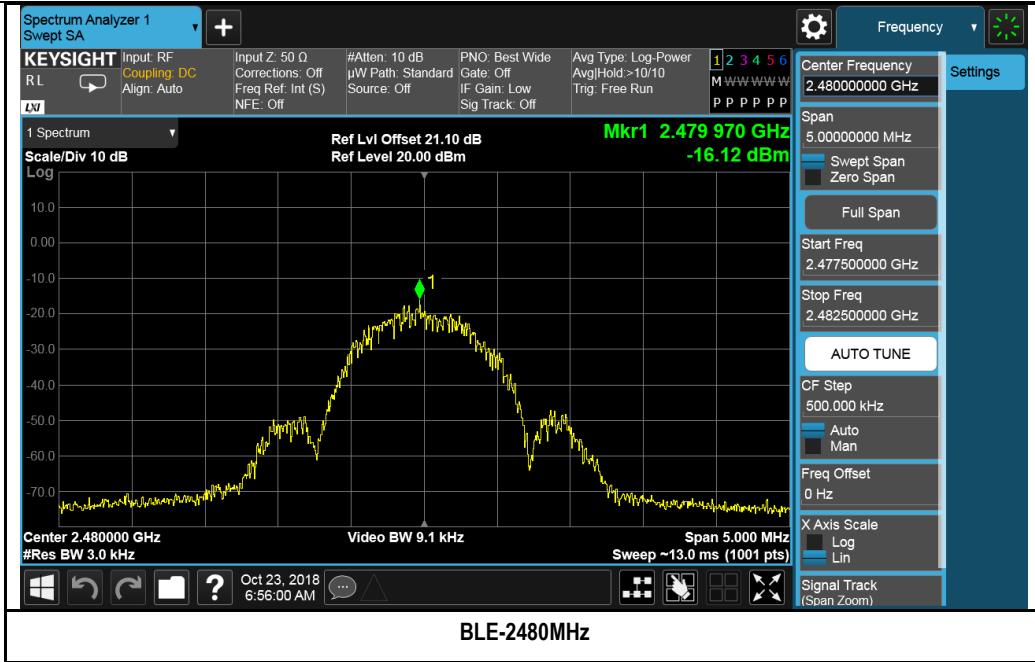 Spectrum Analyzer 1
Swept SA
+
Frequency
KEYSIGHT
RL
LXI
Input: RF
Coupling: DC
Align: Auto
Input Z: 50 Ω
Corrections: Off
Freq Ref: Int (S)
NFE: Off
#Atten: 10 dB
µW Path: Standard
Source: Off
PNO: Best Wide
Gate: Off
IF Gain: Low
Sig Track: Off
Avg Type: Log-Power
Avg|Hold:>10/10
Trig: Free Run
1 2 3 4 5 6
M W W W W W
P P P P P P
1 Spectrum
Scale/Div 10 dB
Log
Ref Lvl Offset 21.10 dB
Ref Level 20.00 dBm
Mkr1 2.479 970 GHz
-16.12 dBm
10.0
0.00
-10.0
-20.0
-30.0
-40.0
-50.0
-60.0
-70.0
1
Center 2.480000 GHz
#Res BW 3.0 kHz
Video BW 9.1 kHz
Span 5.000 MHz
Sweep ~13.0 ms (1001 pts)
Center Frequency
2.480000000 GHz
Settings
Span
5.00000000 MHz
Swept Span
Zero Span
Full Span
Start Freq
2.477500000 GHz
Stop Freq
2.482500000 GHz
AUTO TUNE
CF Step
500.000 kHz
Auto
Man
Freq Offset
0 Hz
X Axis Scale
Log
Lin
Signal Track
(Span Zoom)
?
Oct 23, 2018
6:56:00 AM
BLE-2480MHz